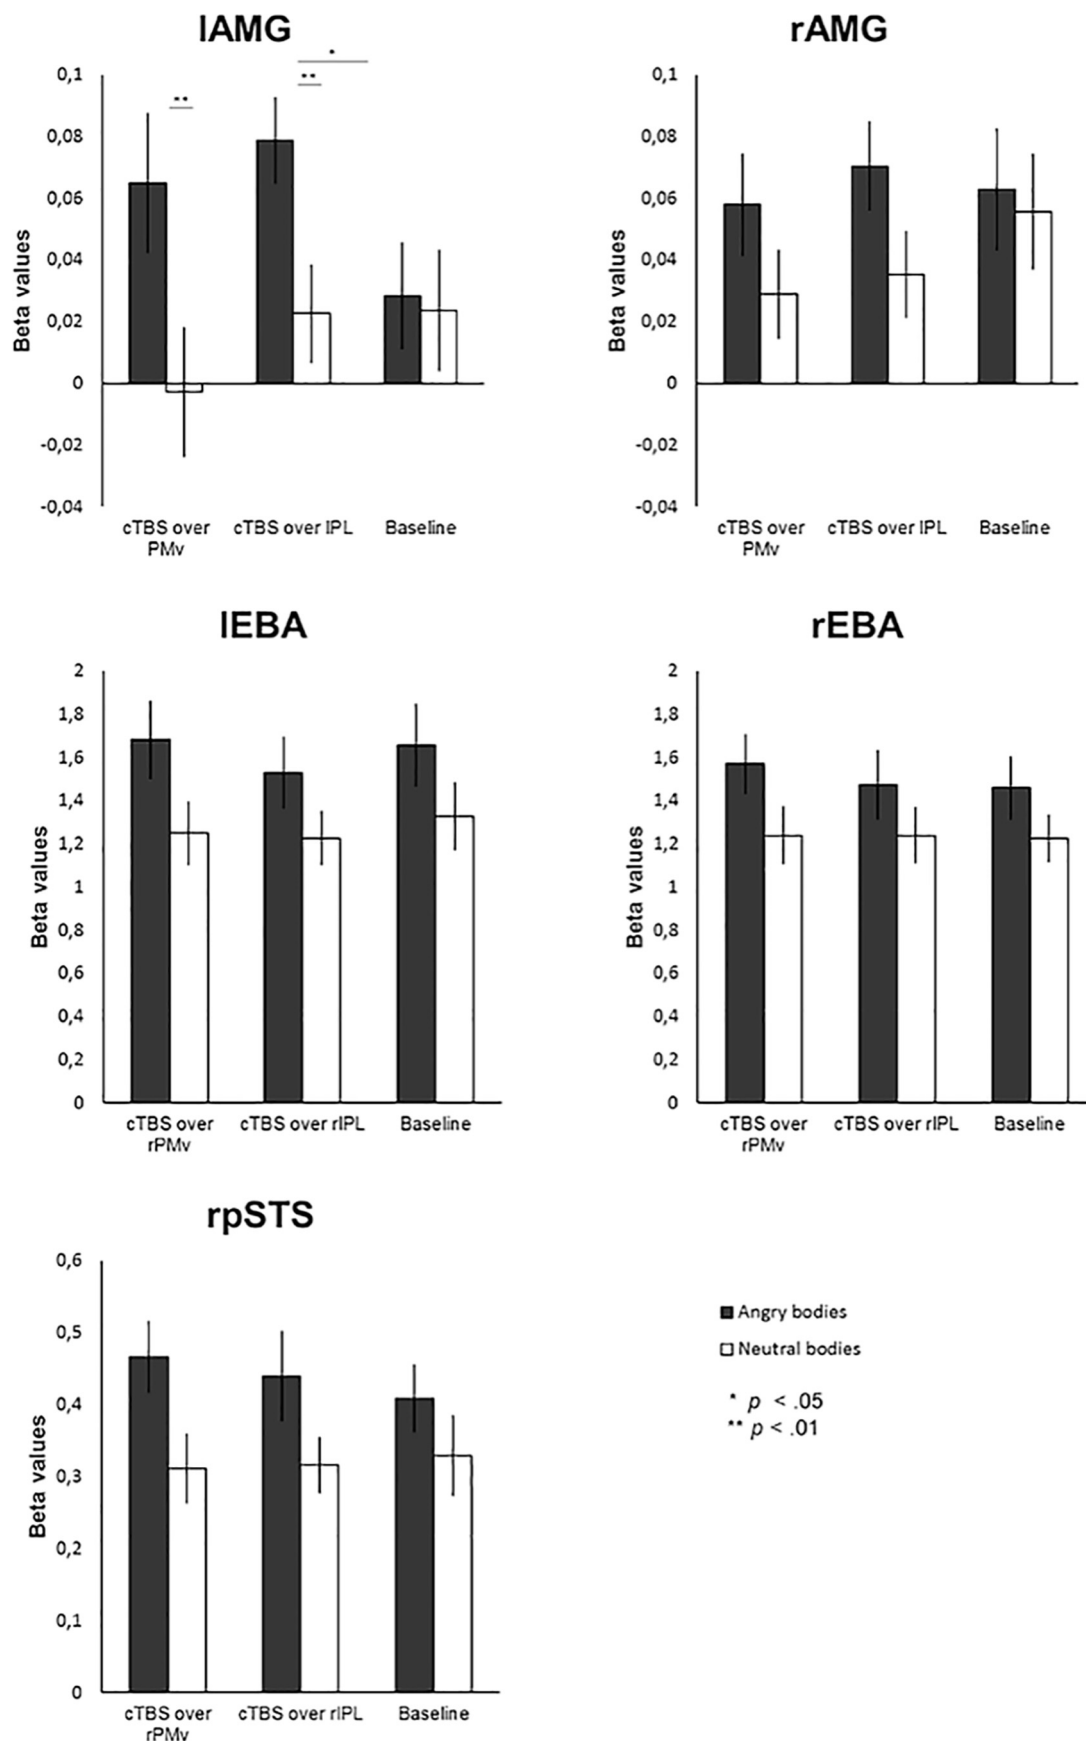 lAMG
*
**
**
0,1
0,08
0,06
0,04
0,02
0
-0,02
-0,04
Beta values
cTBS over
PMv
cTBS over IPL
Baseline
rAMG
0,1
0,08
0,06
0,04
0,02
0
-0,02
-0,04
Beta values
cTBS over
PMv
cTBS over IPL
Baseline
lEBA
2
1,8
1,6
1,4
1,2
1
0,8
0,6
0,4
0,2
0
Beta values
cTBS over
rPMv
cTBS over rIPL
Baseline
rEBA
2
1,8
1,6
1,4
1,2
1
0,8
0,6
0,4
0,2
0
Beta values
cTBS over
rPMv
cTBS over rIPL
Baseline
rpSTS
0,6
0,5
0,4
0,3
0,2
0,1
0
Beta values
cTBS over
rPMv
cTBS over rIPL
Baseline
Angry bodies
Neutral bodies
* p < .05
** p < .01